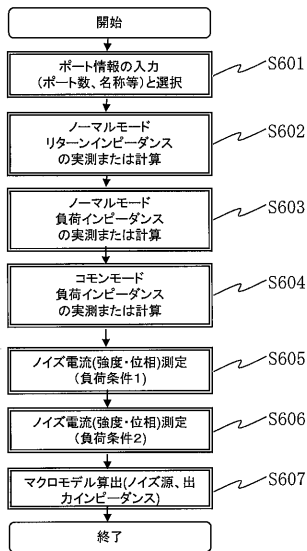 開始
ポート情報の入力
(ポート数、名称等)と選択
S601
ノーマルモード
リターンインピーダンス
の実測または計算
S602
ノーマルモード
負荷インピーダンス
の実測または計算
S603
コモンモード
負荷インピーダンス
の実測または計算
S604
ノイズ電流(強度・位相)測定
(負荷条件1)
S605
ノイズ電流(強度・位相)測定
(負荷条件2)
S606
マクロモデル算出(ノイズ源、出
力インピーダンス)
S607
終了